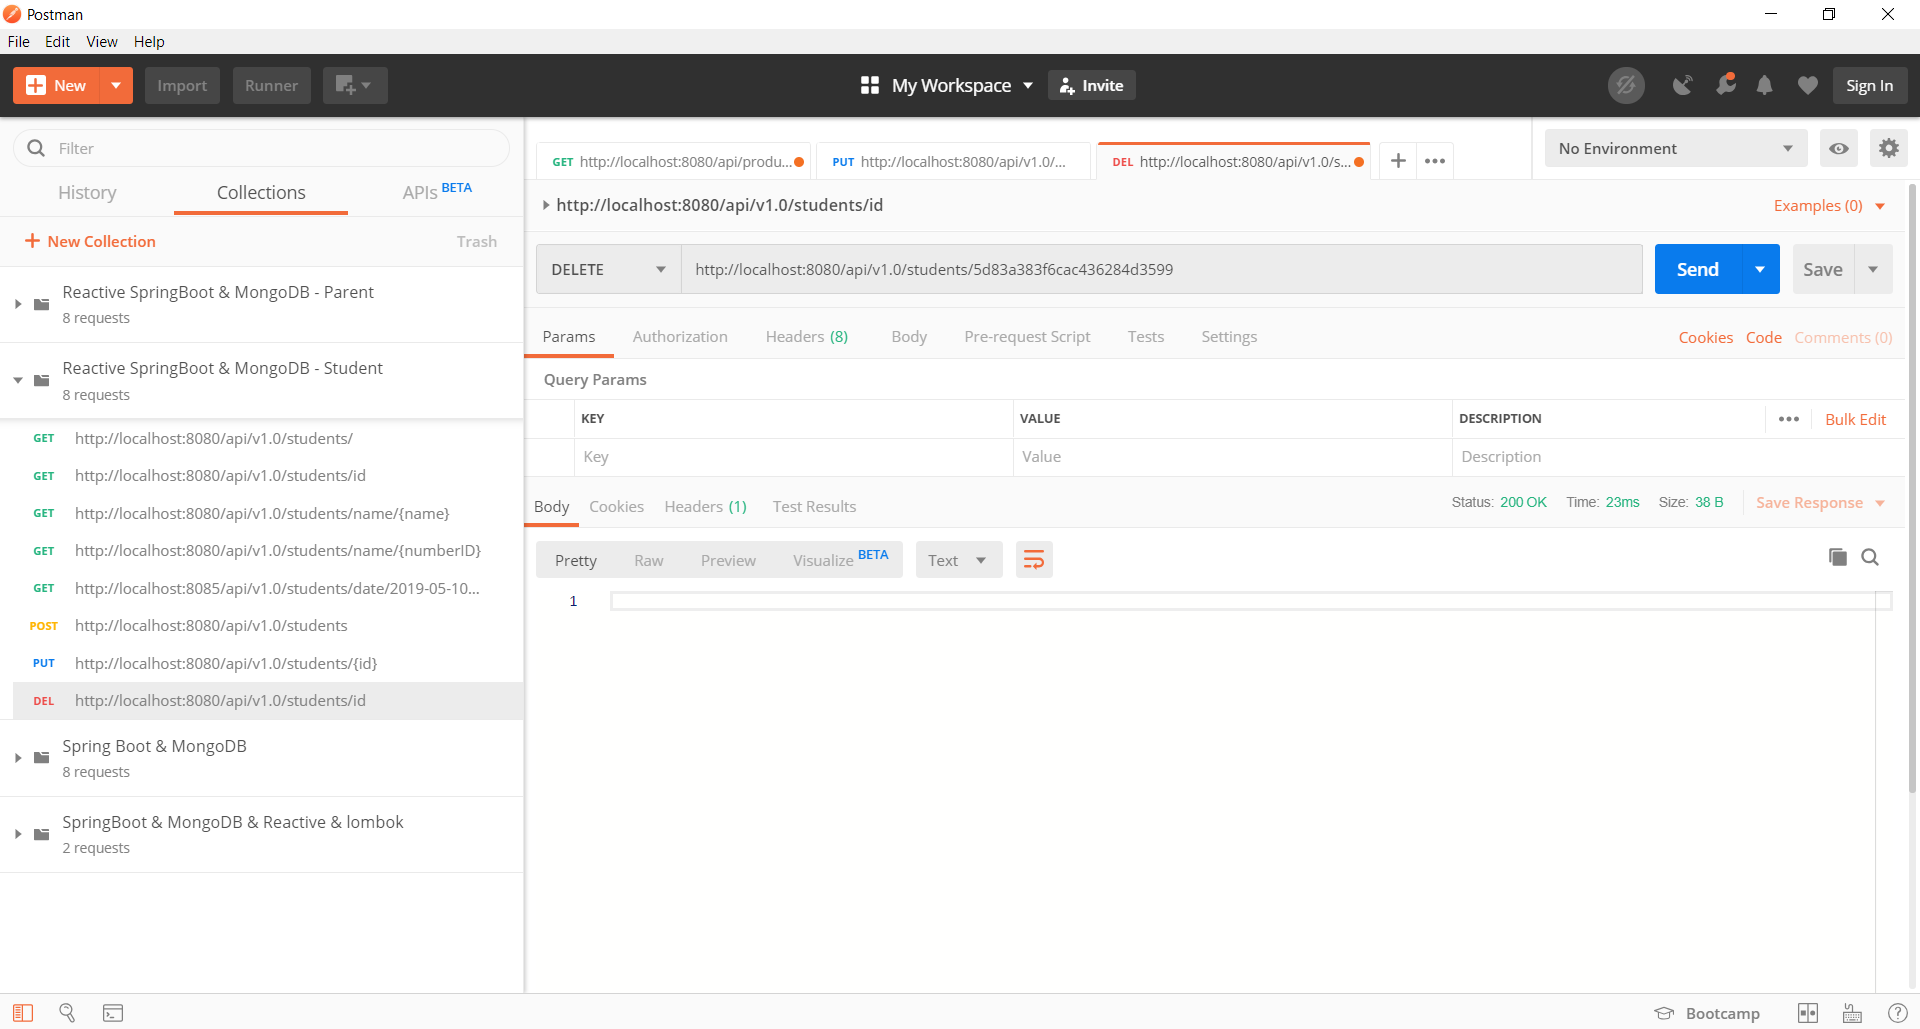 Postman
File Edit View Help
New Import Runner My Workspace Invite Sign In
Filter
History Collections APIs BETA
New Collection Trash
Reactive SpringBoot & MongoDB - Parent
8 requests
Reactive SpringBoot & MongoDB - Student
8 requests
GET http://localhost:8080/api/v1.0/students/
GET http://localhost:8080/api/v1.0/students/id
GET http://localhost:8080/api/v1.0/students/name/{name}
GET http://localhost:8080/api/v1.0/students/name/{numberID}
GET http://localhost:8085/api/v1.0/students/date/2019-05-10...
POST http://localhost:8080/api/v1.0/students
PUT http://localhost:8080/api/v1.0/students/{id}
DEL http://localhost:8080/api/v1.0/students/id
Spring Boot & MongoDB
8 requests
SpringBoot & MongoDB & Reactive & lombok
2 requests
GET http://localhost:8080/api/produ... PUT http://localhost:8080/api/v1.0/... DEL http://localhost:8080/api/v1.0/s... No Environment
http://localhost:8080/api/v1.0/students/id Examples (0)
DELETE http://localhost:8080/api/v1.0/students/5d83a383f6cac436284d3599 Send Save
Params Authorization Headers (8) Body Pre-request Script Tests Settings Cookies Code Comments (0)
Query Params
KEY VALUE DESCRIPTION Bulk Edit
Key Value Description
Body Cookies Headers (1) Test Results Status: 200 OK Time: 23ms Size: 38 B Save Response
Pretty Raw Preview Visualize BETA Text
1
Bootcamp